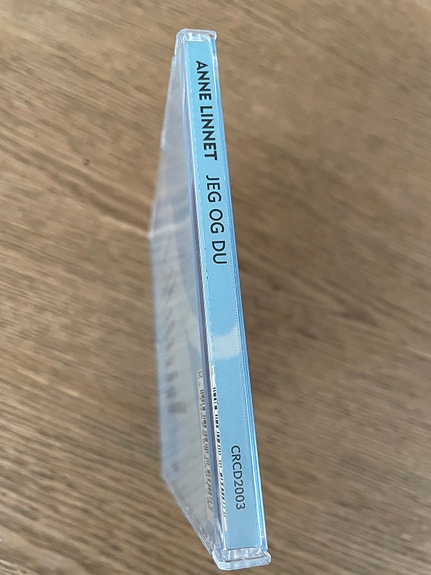 ANNE LINNET JEG OG DU
CRCD2003